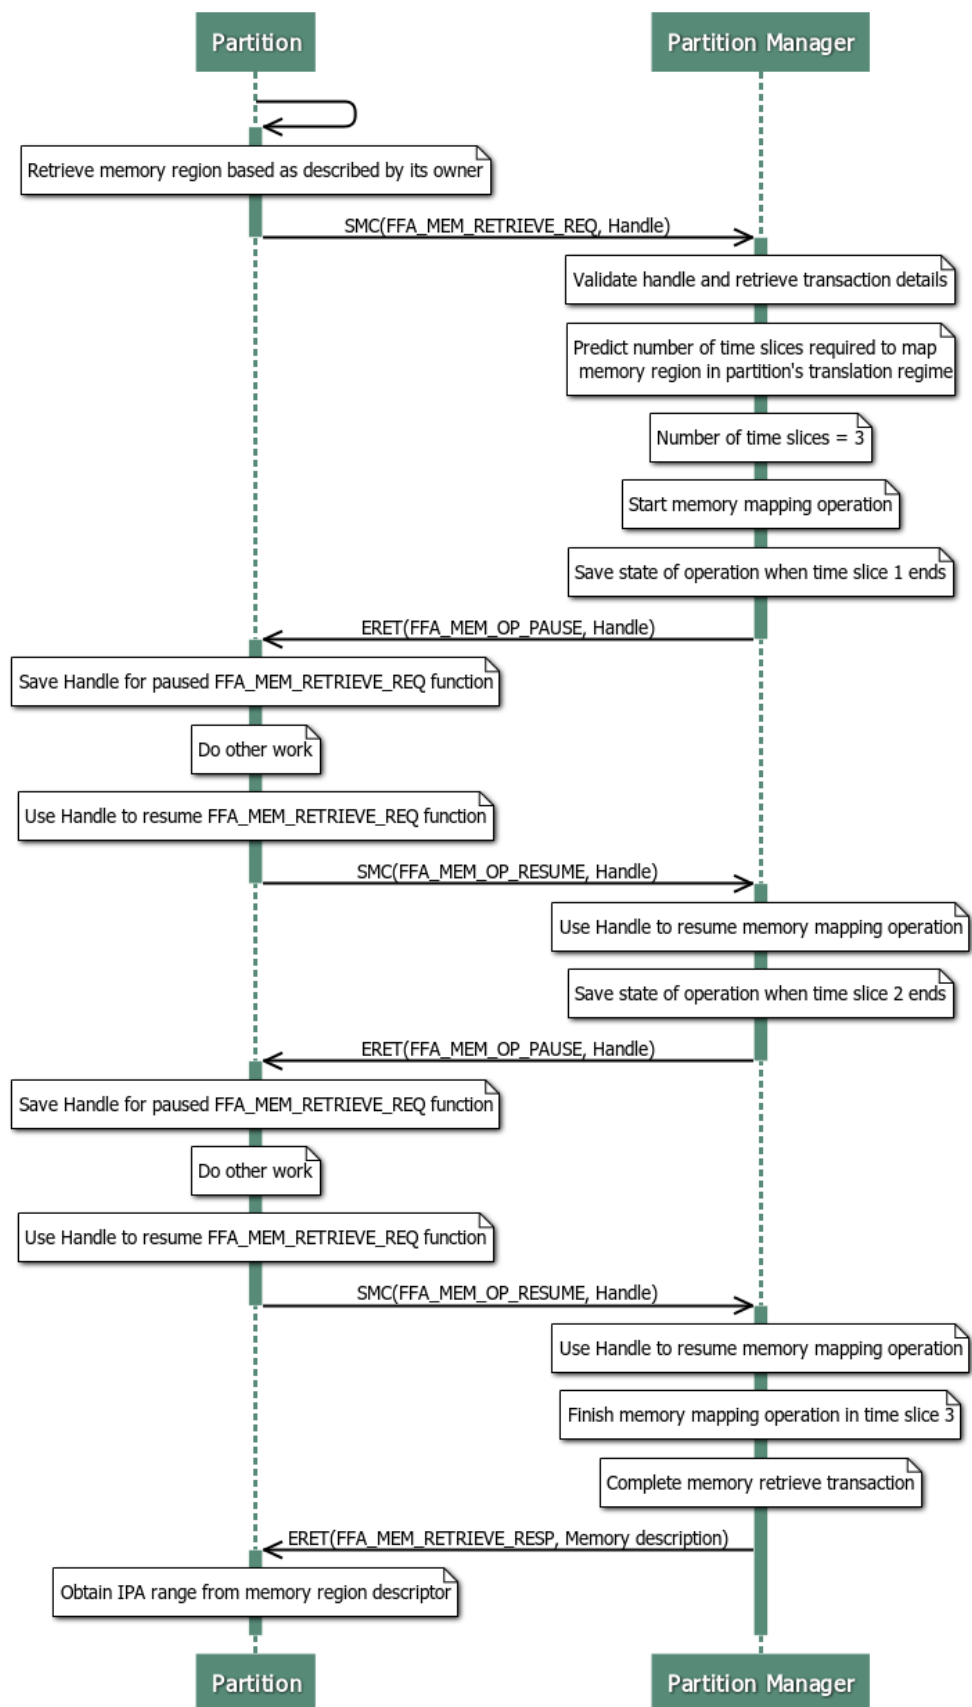 Partition
Partition Manager
Retrieve memory region based as described by its owner
SMC(FFA_MEM_RETRIEVE_REQ, Handle)
Validate handle and retrieve transaction details
Predict number of time slices required to map
memory region in partition's translation regime
Number of time slices = 3
Start memory mapping operation
Save state of operation when time slice 1 ends
ERET(FFA_MEM_OP_PAUSE, Handle)
Save Handle for paused FFA_MEM_RETRIEVE_REQ function
Do other work
Use Handle to resume FFA_MEM_RETRIEVE_REQ function
SMC(FFA_MEM_OP_RESUME, Handle)
Use Handle to resume memory mapping operation
Save state of operation when time slice 2 ends
ERET(FFA_MEM_OP_PAUSE, Handle)
Save Handle for paused FFA_MEM_RETRIEVE_REQ function
Do other work
Use Handle to resume FFA_MEM_RETRIEVE_REQ function
SMC(FFA_MEM_OP_RESUME, Handle)
Use Handle to resume memory mapping operation
Finish memory mapping operation in time slice 3
Complete memory retrieve transaction
ERET(FFA_MEM_RETRIEVE_RESP, Memory description)
Obtain IPA range from memory region descriptor
Partition
Partition Manager